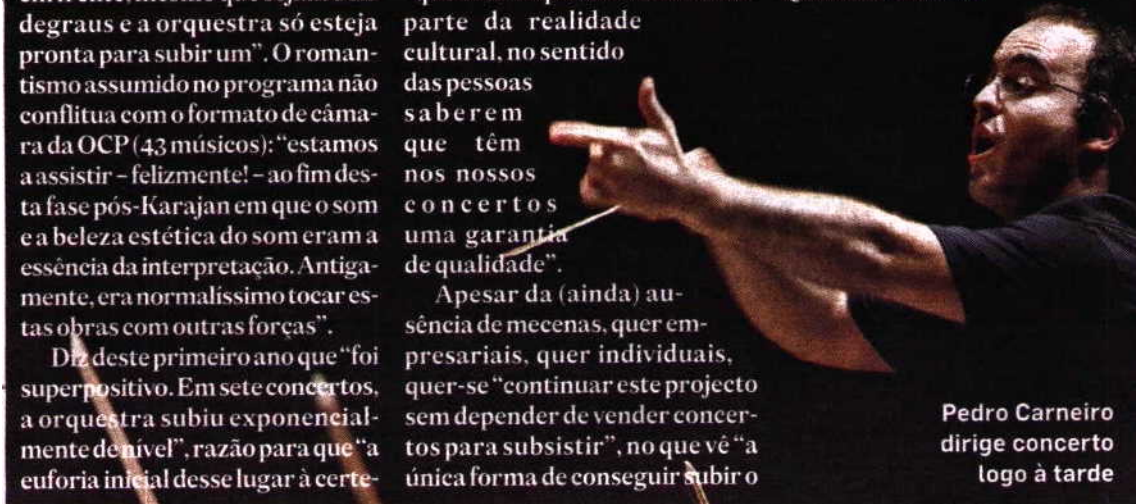 degraus e a orquestra só esteja
pronta para subir um”. O roman-
tismo assumido no programa não
conflitua com o formato de câma-
ra da OCP (43 músicos): “estamos
a assistir – felizmente! – ao fim des-
ta fase pós-Karajan em que o som
e a beleza estética do som eram a
essência da interpretação. Antiga-
mente, era normalíssimo tocar es-
tas obras com outras forças”.
Diz deste primeiro ano que “foi
superpositivo. Em sete concertos,
a orquestra subiu exponencial-
mente de nível”, razão para que “a
euforia inicial desse lugar à certe-
parte da realidade
cultural, no sentido
das pessoas
saberem
que têm
nos nossos
concertos
uma garantia
de qualidade”.
Apesar da (ainda) au-
sência de mecenas, quer em-
presariais, quer individuais,
quer-se “continuar este projecto
sem depender de vender concer-
tos para subsistir”, no que vê “a
única forma de conseguir subir o
Pedro Carneiro
dirige concerto
logo à tarde